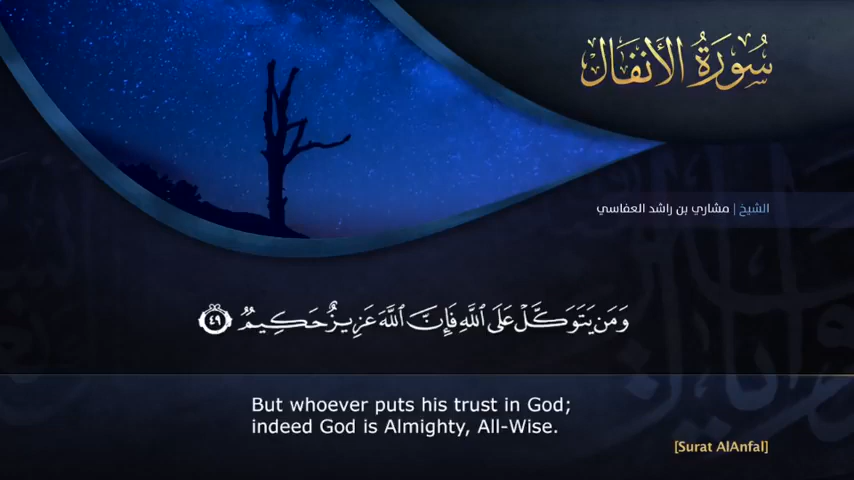 سُورَةُ الأَنفَال
الشيخ | مشاري بن راشد العفاسي
وَمَن يَتَوَكَّلْ عَلَى ٱللَّهِ فَإِنَّ ٱللَّهَ عَزِيزٌ حَكِيمٌ ٤٩
But whoever puts his trust in God;
indeed God is Almighty, All-Wise.
[Surat AlAnfal]